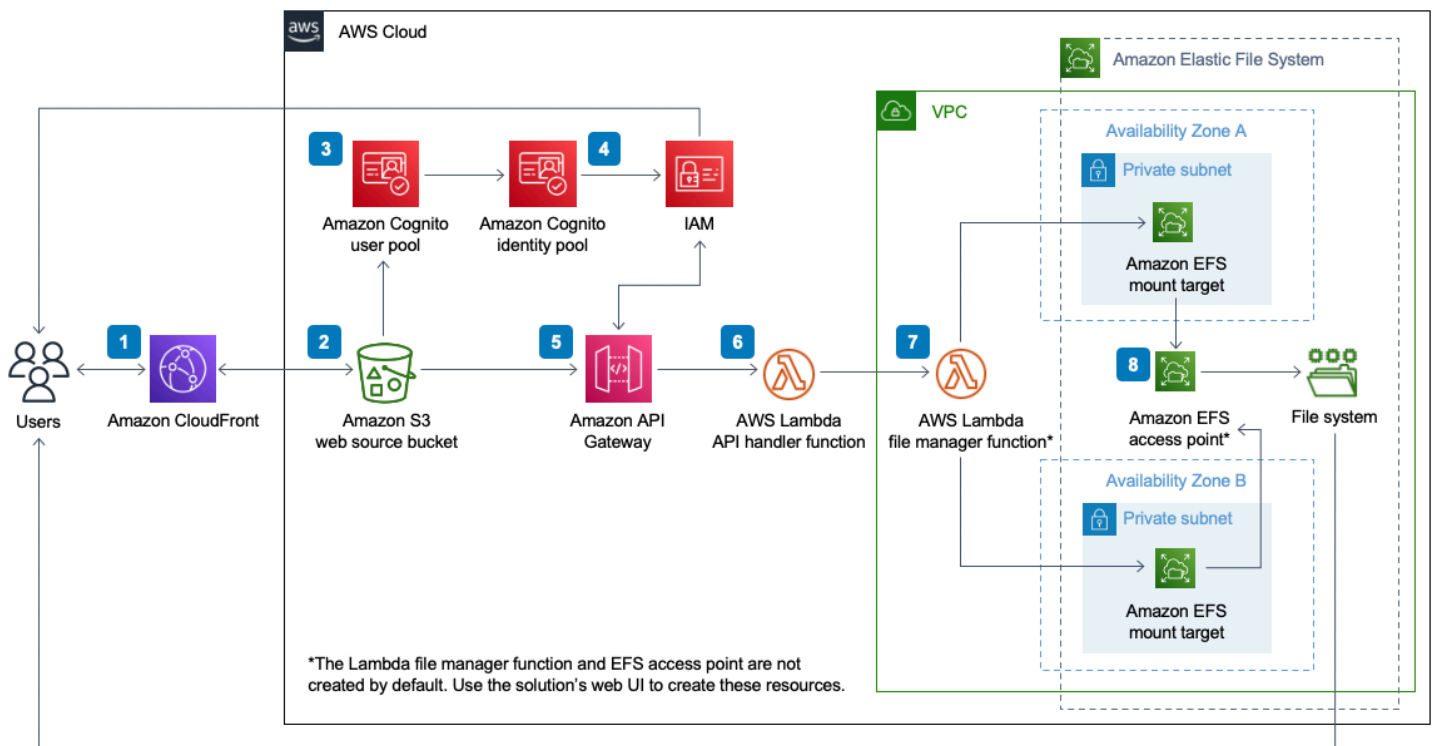 aws
AWS Cloud
Amazon Elastic File System
VPC
Availability Zone A
3
4
Private subnet
Amazon Cognito
user pool
Amazon Cognito
identity pool
IAM
Amazon EFS
mount target
1
2
5
6
7
8
</>
Users
Amazon CloudFront
Amazon S3
web source bucket
Amazon API
Gateway
AWS Lambda
API handler function
AWS Lambda
file manager function*
Amazon EFS
access point*
File system
Availability Zone B
Private subnet
Amazon EFS
mount target
*The Lambda file manager function and EFS access point are not
created by default. Use the solution's web UI to create these resources.